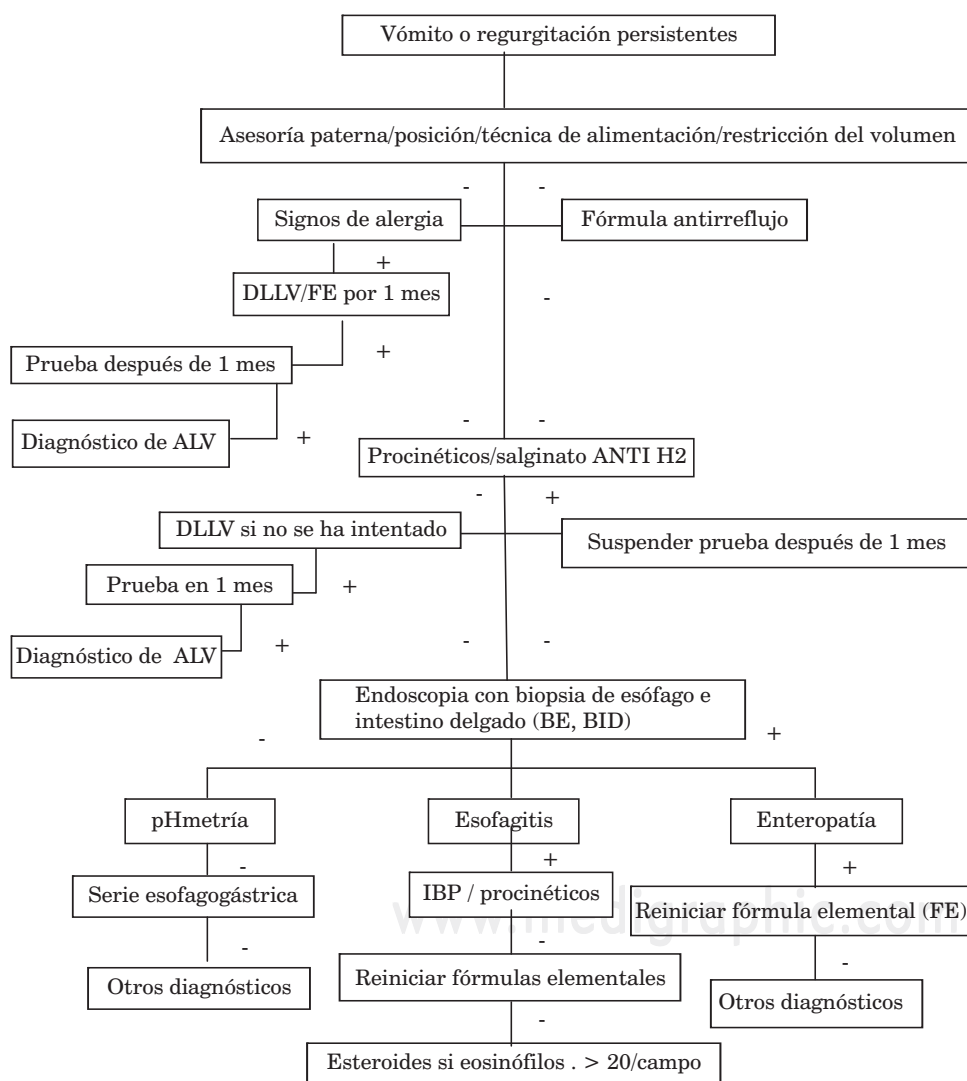 Vómito o regurgitación persistentes
Asesoría paterna/posición/técnica de alimentación/restricción del volumen
- -
Signos de alergia
Fórmula antirreflujo
+
DLLV/FE por 1 mes
-
+
Prueba después de 1 mes
- -
+
Diagnóstico de ALV
Procinéticos/salginato ANTI H2
- +
DLLV si no se ha intentado
Suspender prueba después de 1 mes
Prueba en 1 mes
+
- -
+
Diagnóstico de ALV
Endoscopia con biopsia de esófago e
intestino delgado (BE, BID)
- +
pHmetría
Esofagitis
Enteropatía
- + +
Serie esofagogástrica
IBP / procinéticos
Reiniciar fórmula elemental (FE)
www.medigraphic.com
- - -
Otros diagnósticos
Reiniciar fórmulas elementales
Otros diagnósticos
-
Esteroides si eosinófilos . > 20/campo